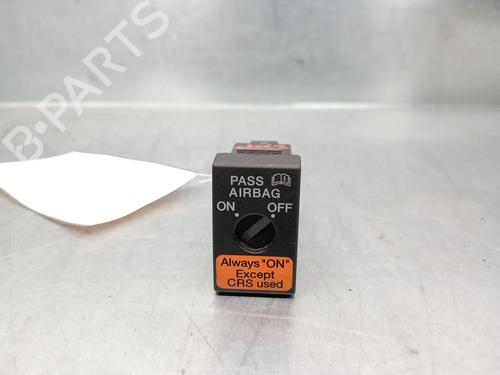 B-PARTS
PASS
AIRBAG
ON OFF
Always "ON"
Except
CRS used